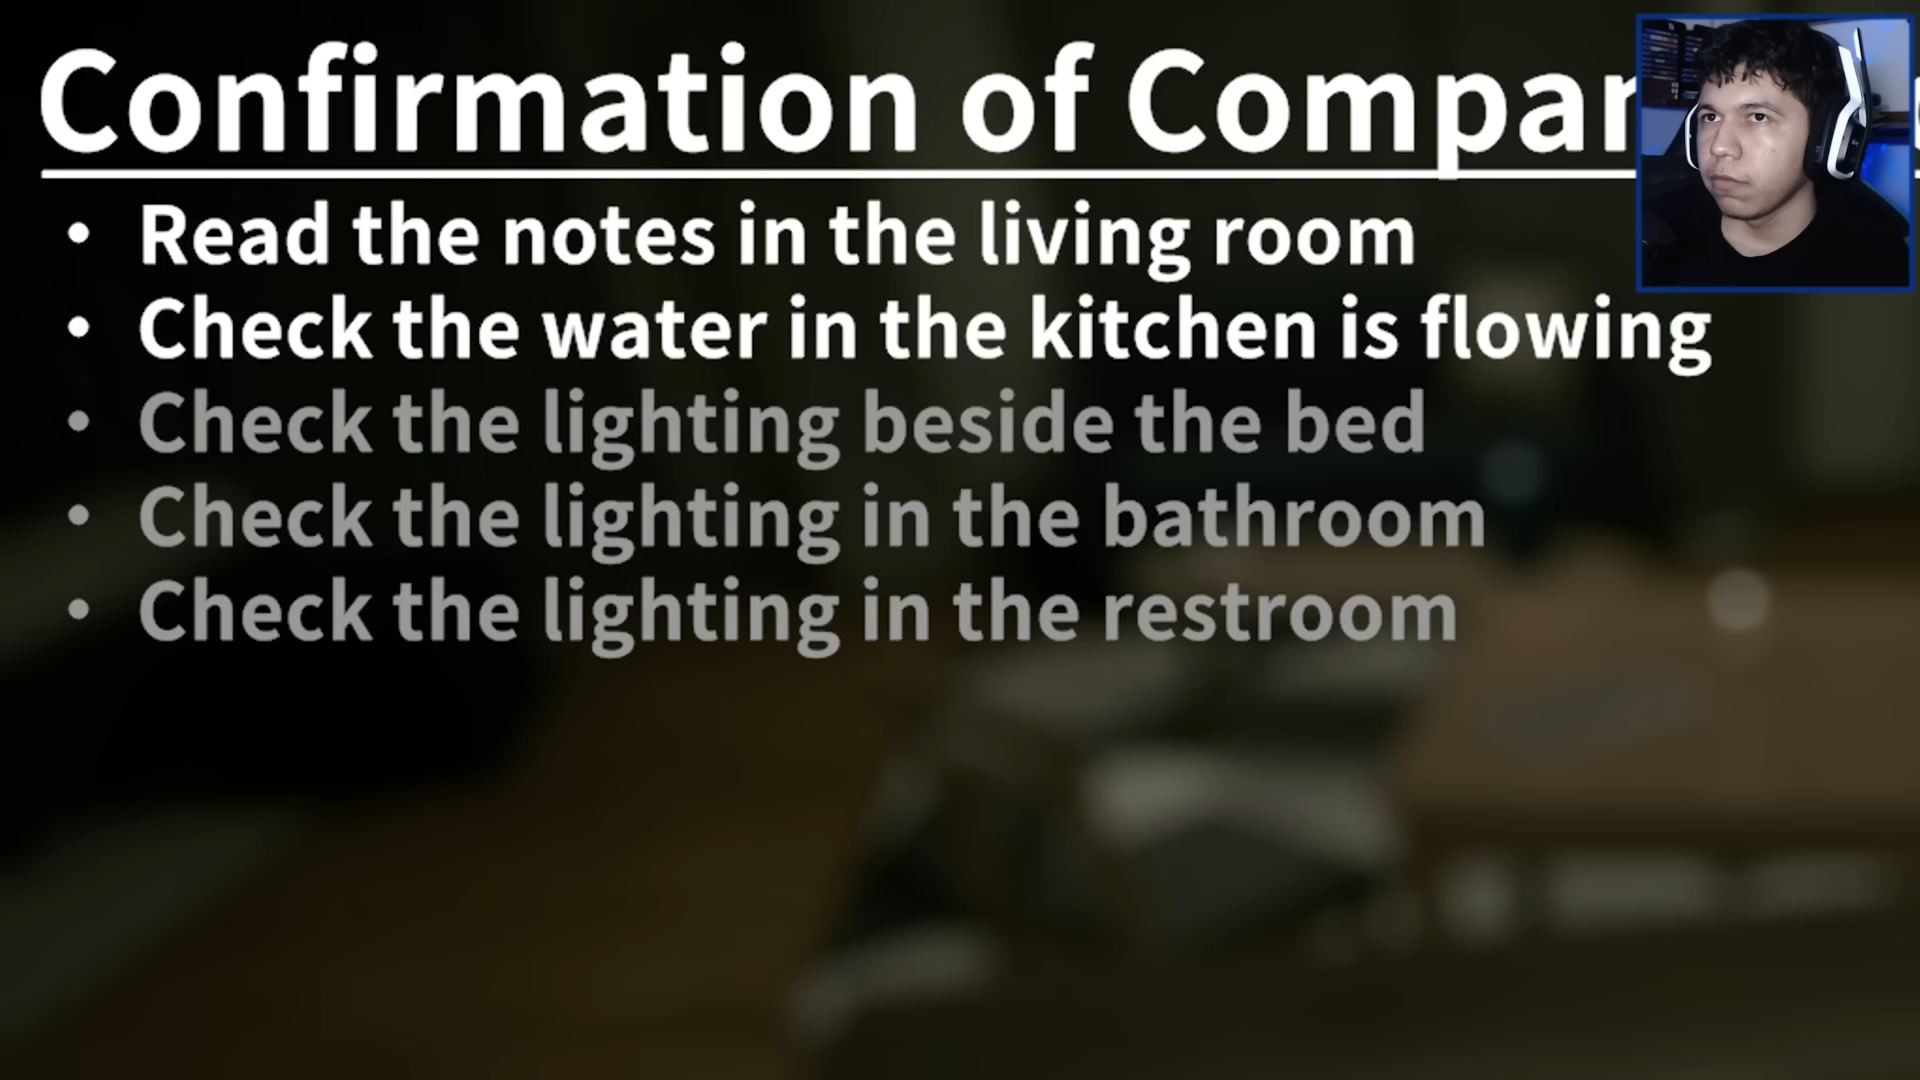 Confirmation of
Read the notes in the living room
Check the water in the kitchen is flowing
Check the lighting beside the bed
Check the lighting in the bathroom
Check the lighting in the restroom